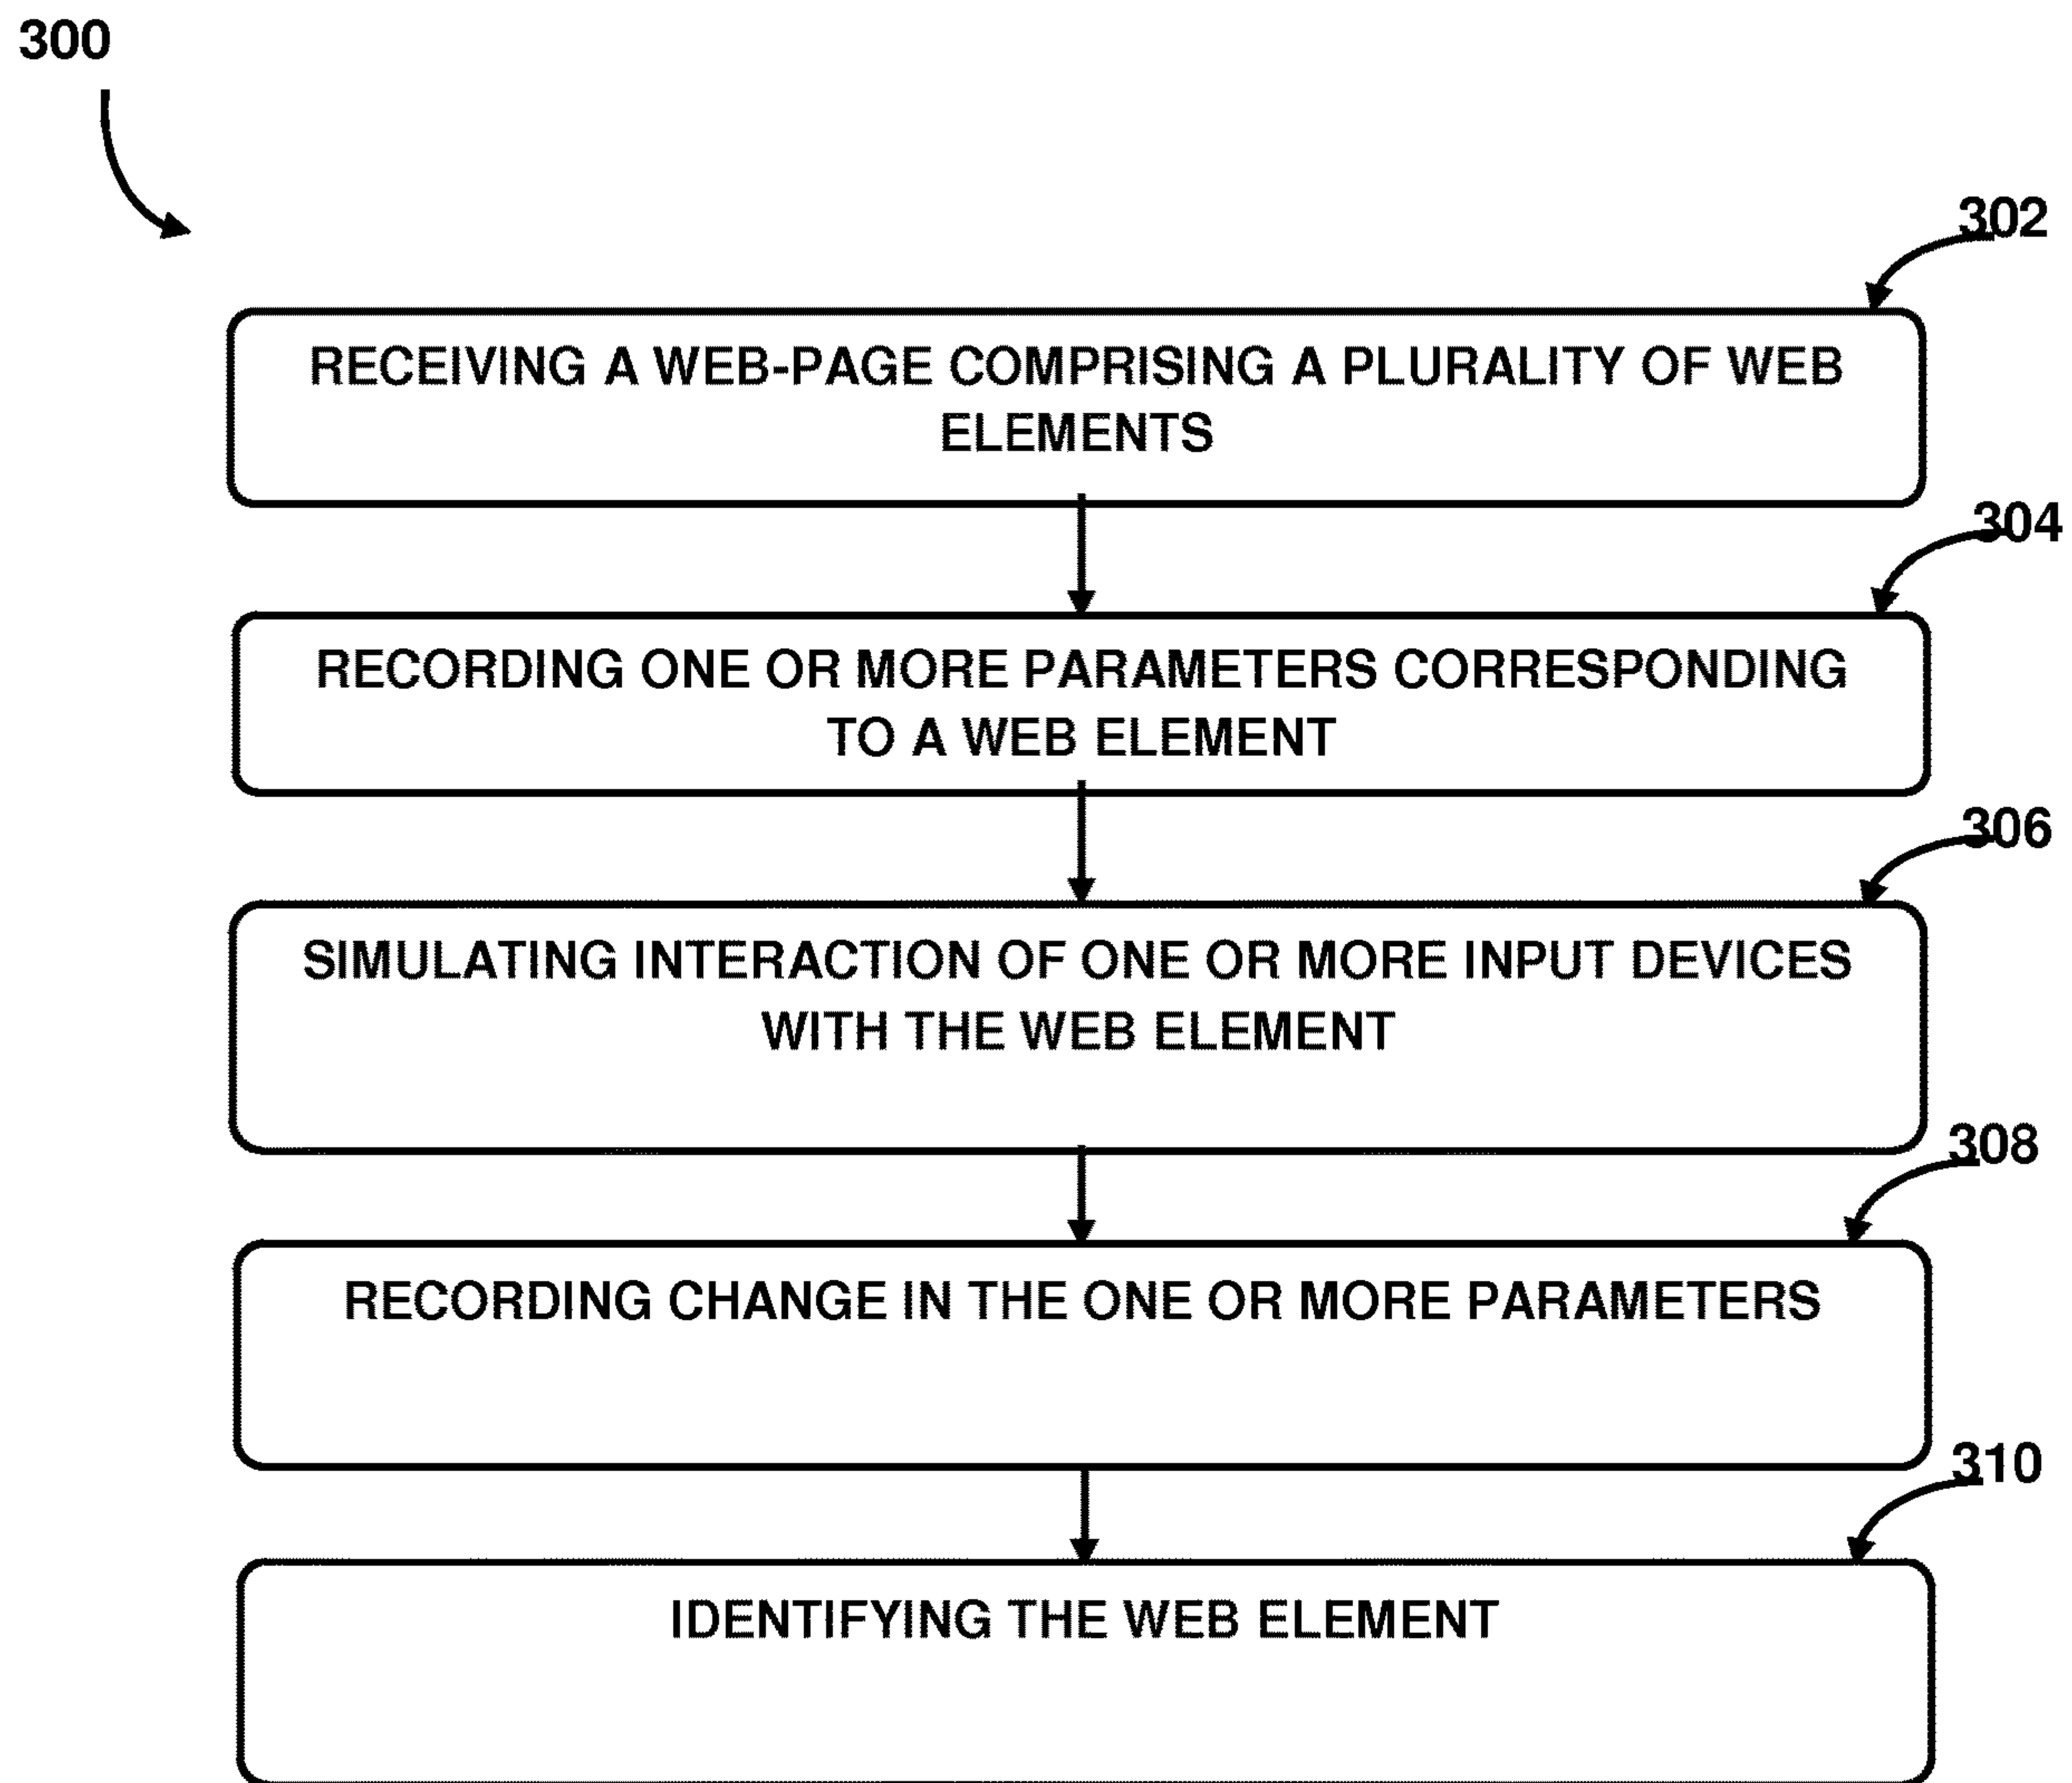 300
302
RECEIVING A WEB-PAGE COMPRISING A PLURALITY OF WEB
ELEMENTS
304
RECORDING ONE OR MORE PARAMETERS CORRESPONDING
TO A WEB ELEMENT
306
SIMULATING INTERACTION OF ONE OR MORE INPUT DEVICES
WITH THE WEB ELEMENT
308
RECORDING CHANGE IN THE ONE OR MORE PARAMETERS
310
IDENTIFYING THE WEB ELEMENT